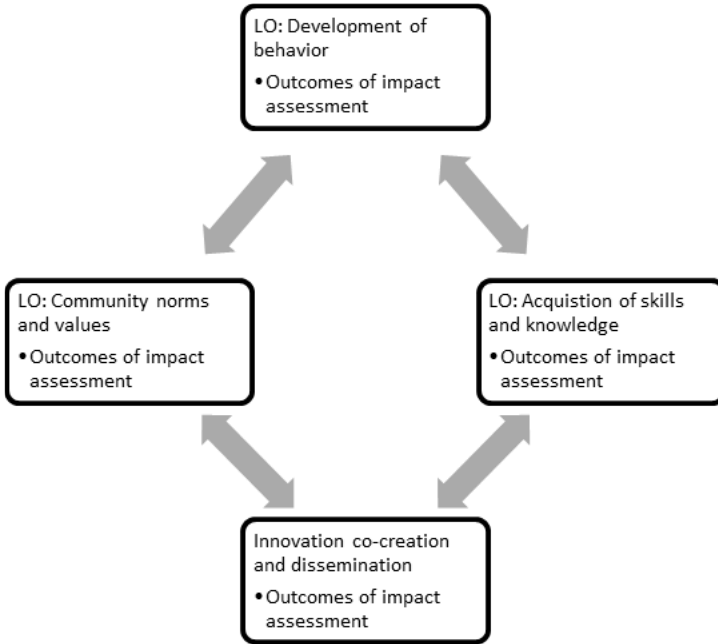 LO: Development of
behavior
•Outcomes of impact
assessment
LO: Community norms
and values
•Outcomes of impact
assessment
LO: Acquistion of skills
and knowledge
•Outcomes of impact
assessment
Innovation co-creation
and dissemination
•Outcomes of impact
assessment